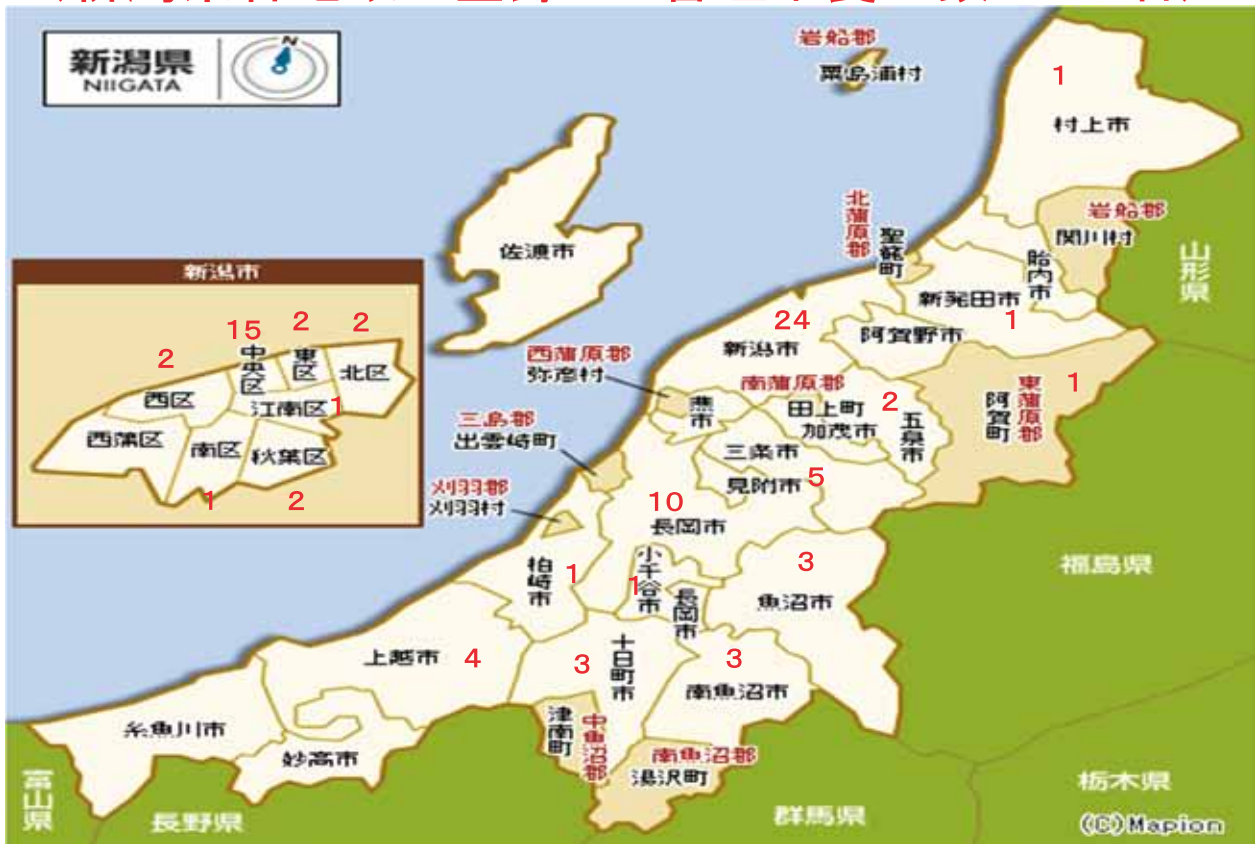 新潟県
NIIGATA
N
岩船郡
粟島浦村
1
村上市
岩船郡
関川村
山形県
北蒲原郡
聖籠町
胎内市
新発田市
1
佐渡市
24
新潟市
阿賀野市
西蒲原郡
弥彦村
南蒲原郡
田上町
加茂市
2
五泉市
東蒲原郡
阿賀町
1
燕市
三島郡
出雲崎町
三条市
見附市
5
刈羽郡
刈羽村
10
長岡市
柏崎市
1
小千谷市
1
長岡市
3
魚沼市
福島県
上越市
4
十日町市
3
3
南魚沼市
糸魚川市
妙高市
津南町
中魚沼郡
南魚沼郡
湯沢町
富山県
長野県
群馬県
栃木県
(C)Mapion
新潟市
15
2
2
2
中央区
東区
北区
西区
江南区
1
西蒲区
南区
秋葉区
1
2